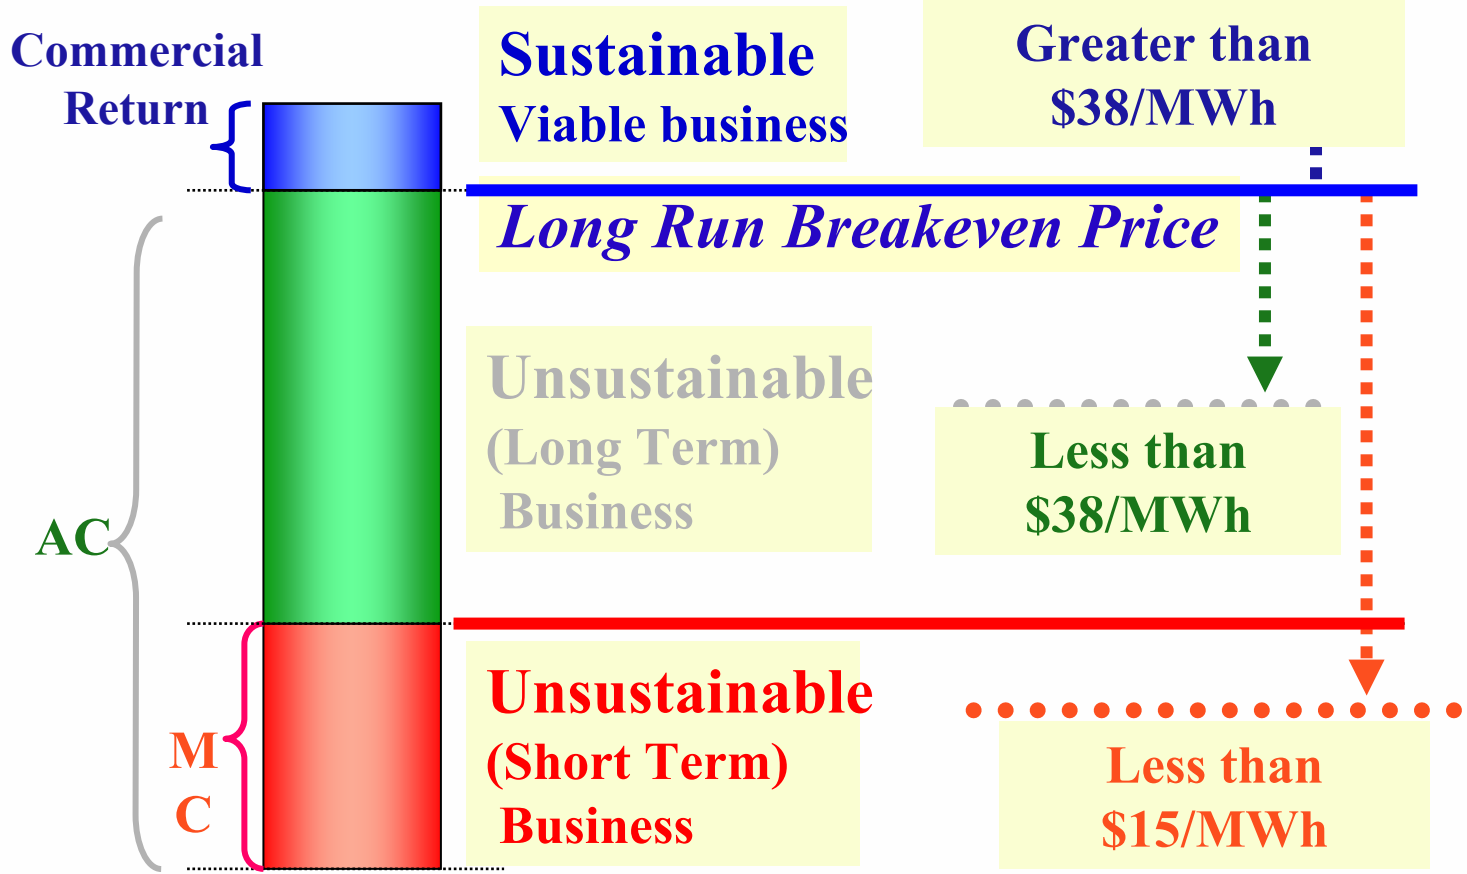 Commercial
Return
Sustainable
Viable business
Greater than
$38/MWh
Long Run Breakeven Price
Unsustainable
(Long Term)
Business
Less than
$38/MWh
AC
M
C
Unsustainable
(Short Term)
Business
Less than
$15/MWh